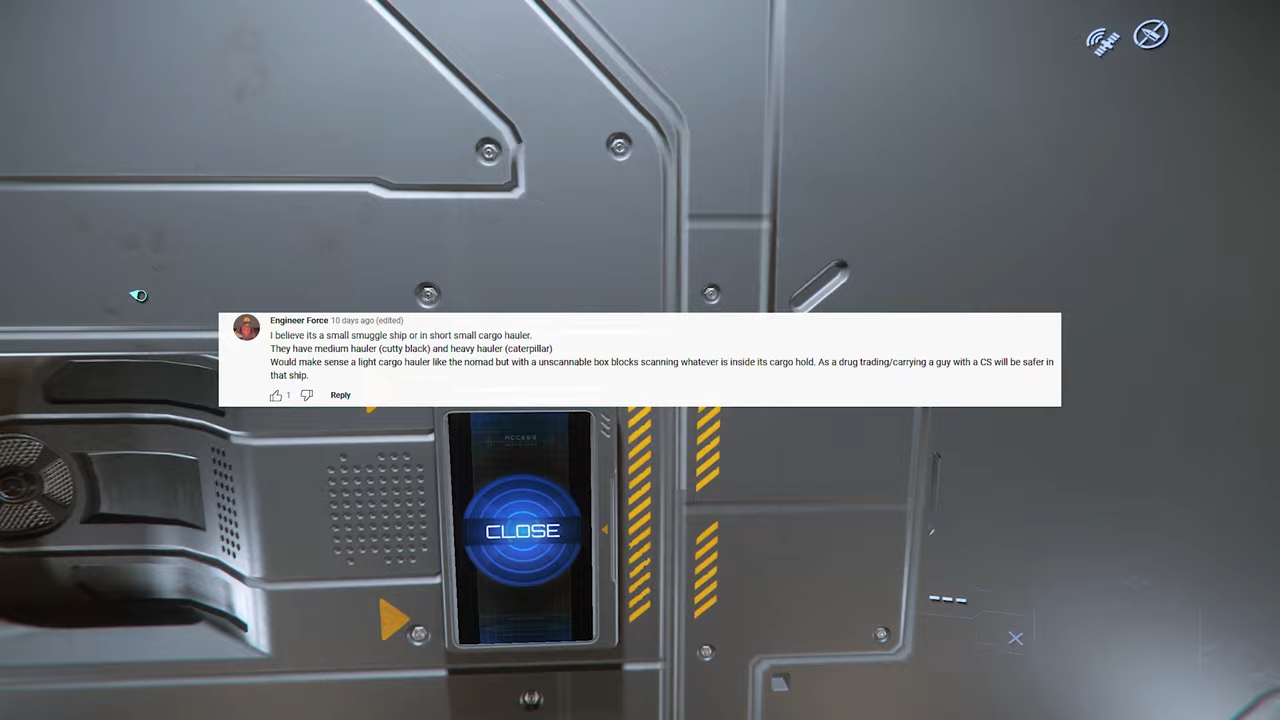 Engineer Force 10 days ago (edited)
I believe its a small smuggle ship or in short small cargo hauler.
They have medium hauler (cutty black) and heavy hauler (caterpillar)
Would make sense a light cargo hauler like the nomad but with a unscannable box blocks scanning whatever is inside its cargo hold. As a drug trading/carrying a guy with a CS will be safer in
that ship.
1 Reply
ACCESS
CLOSE